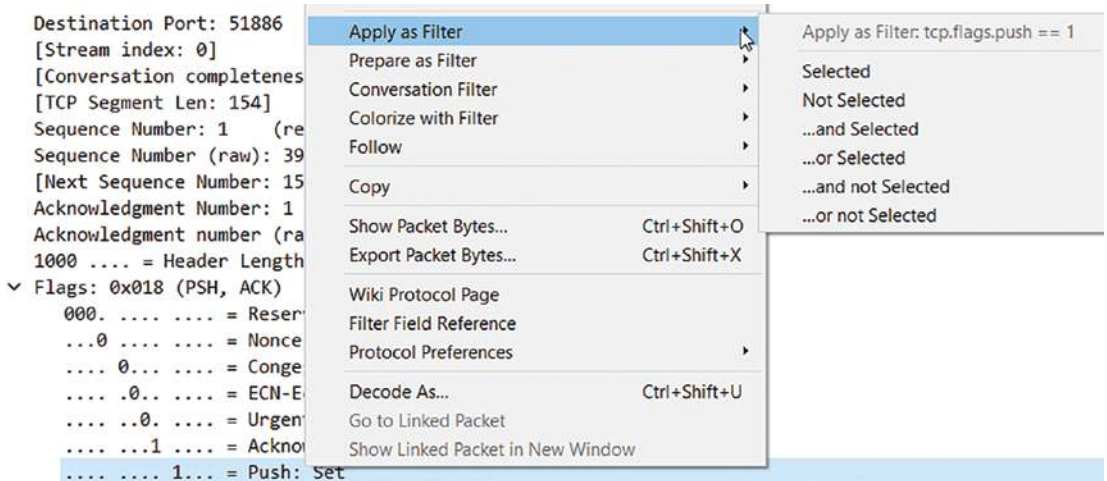 Destination Port: 51886
[Stream index: 0]
[Conversation completenes
[TCP Segment Len: 154]
Sequence Number: 1 (re
Sequence Number (raw): 39
[Next Sequence Number: 15
Acknowledgment Number: 1
Acknowledgment number (ra
1000 .... = Header Length
Flags: 0x018 (PSH, ACK)
000. .... .... = Reser
...0 .... .... = Nonce
.... 0... .... = Conge
.... .0.. .... = ECN-E
.... ..0. .... = Urgen
.... ...1 .... = Acknow
.... .... 1... = Push: Set
Apply as Filter
Prepare as Filter
Conversation Filter
Colorize with Filter
Follow
Copy
Show Packet Bytes... Ctrl+Shift+O
Export Packet Bytes... Ctrl+Shift+X
Wiki Protocol Page
Filter Field Reference
Protocol Preferences
Decode As... Ctrl+Shift+U
Go to Linked Packet
Show Linked Packet in New Window
Apply as Filter: tcp.flags.push == 1
Selected
Not Selected
...and Selected
...or Selected
...and not Selected
...or not Selected